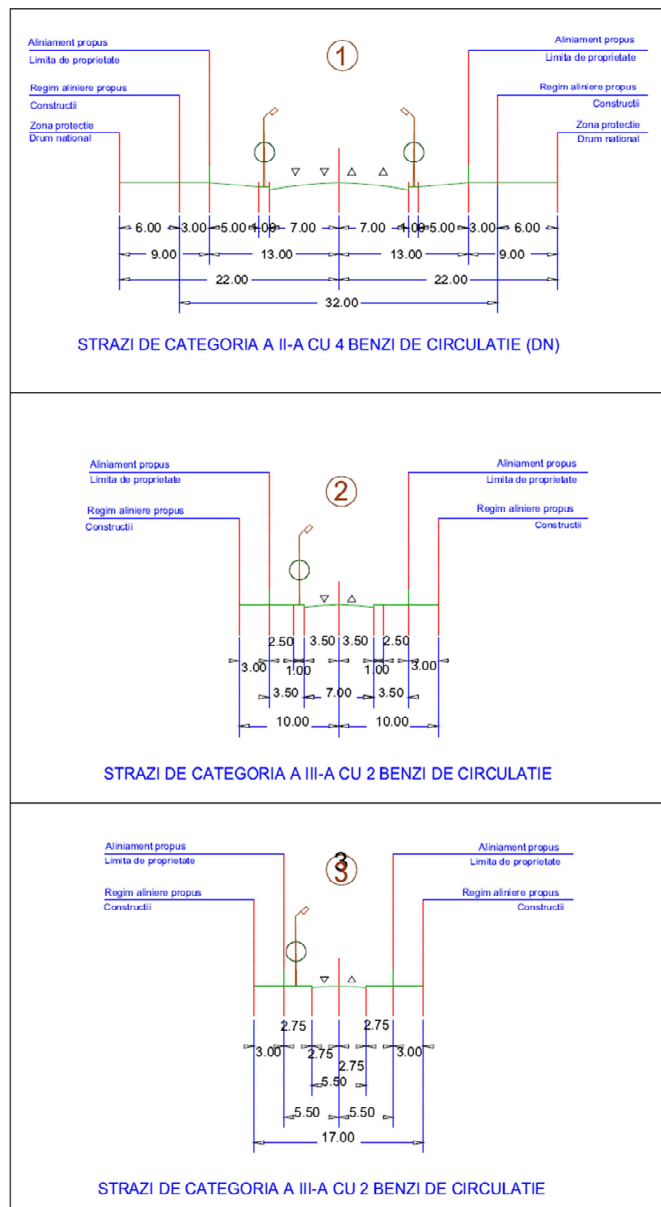 Aliniament propus
Limita de proprietate
Regim aliniere propus
Constructii
Zona protectie
Drum national
1
Aliniament propus
Limita de proprietate
Regim aliniere propus
Constructii
Zona protectie
Drum national
6.00 3.00 5.00 1.00 7.00 7.00 1.00 5.00 3.00 6.00
9.00 13.00 13.00 9.00
22.00 22.00
32.00
STRAZI DE CATEGORIA A II-A CU 4 BENZI DE CIRCULATIE (DN)
Aliniament propus
Limita de proprietate
Regim aliniere propus
Constructii
2
Aliniament propus
Limita de proprietate
Regim aliniere propus
Constructii
2.50 3.50 3.50 2.50
3.00 1.00 1.00 3.00
3.50 7.00 3.50
10.00 10.00
STRAZI DE CATEGORIA A III-A CU 2 BENZI DE CIRCULATIE
Aliniament propus
Limita de proprietate
Regim aliniere propus
Constructii
3
3
Aliniament propus
Limita de proprietate
Regim aliniere propus
Constructii
2.75 2.75
3.00 2.75 3.00
2.75
5.50
5.50 5.50
17.00
STRAZI DE CATEGORIA A III-A CU 2 BENZI DE CIRCULATIE